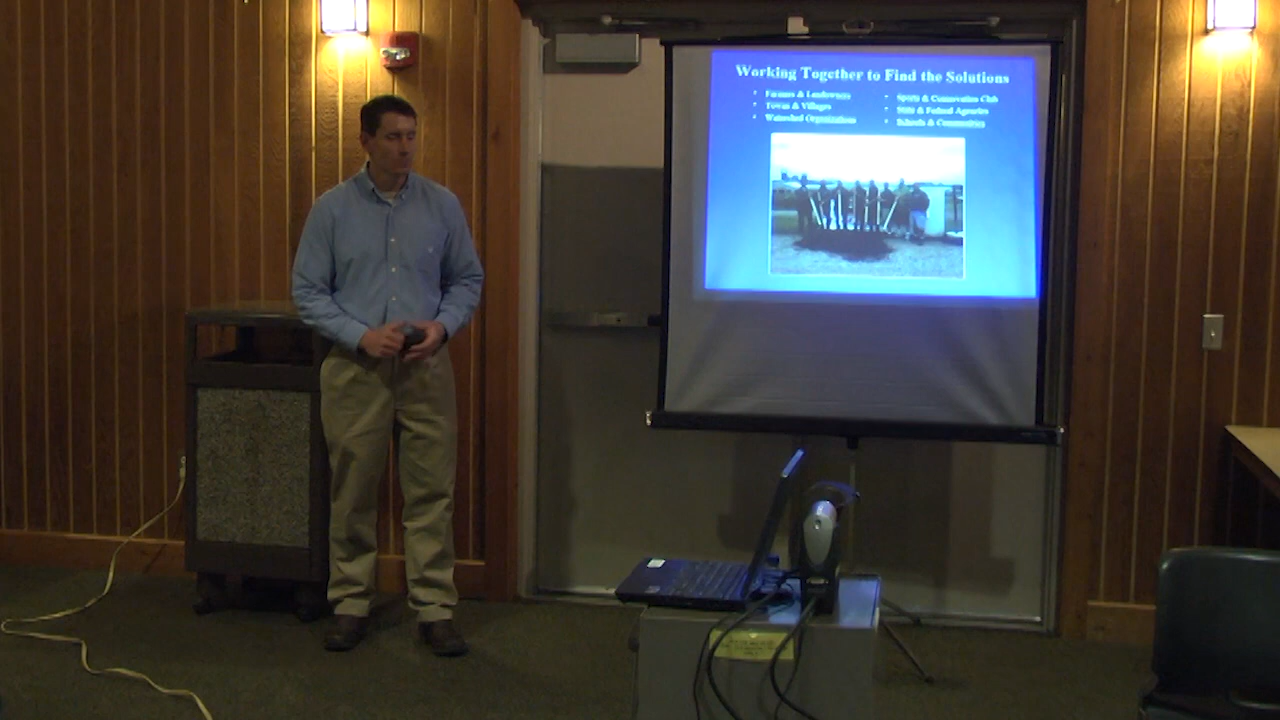 Working Together to Find the Solutions
• Farmers & Landowners
• Towns & Villages
• Watershed Organizations
• Sports & Conservation Club
• State & Federal Agencies
• Schools & Communities